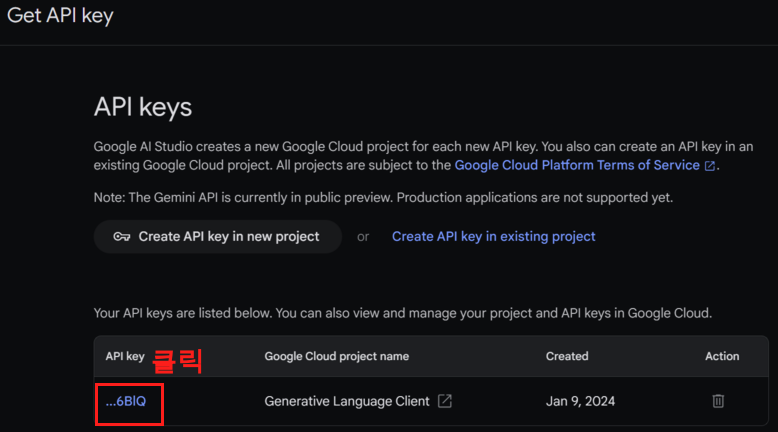 Get API key
API keys
Google AI Studio creates a new Google Cloud project for each new API key. You also can create an API key in an
existing Google Cloud project. All projects are subject to the Google Cloud Platform Terms of Service.
Note: The Gemini API is currently in public preview. Production applications are not supported yet.
Create API key in new project or Create API key in existing project
Your API keys are listed below. You can also view and manage your project and API keys in Google Cloud.
API key 클릭 Google Cloud project name Created Action
...6BlQ Generative Language Client Jan 9, 2024